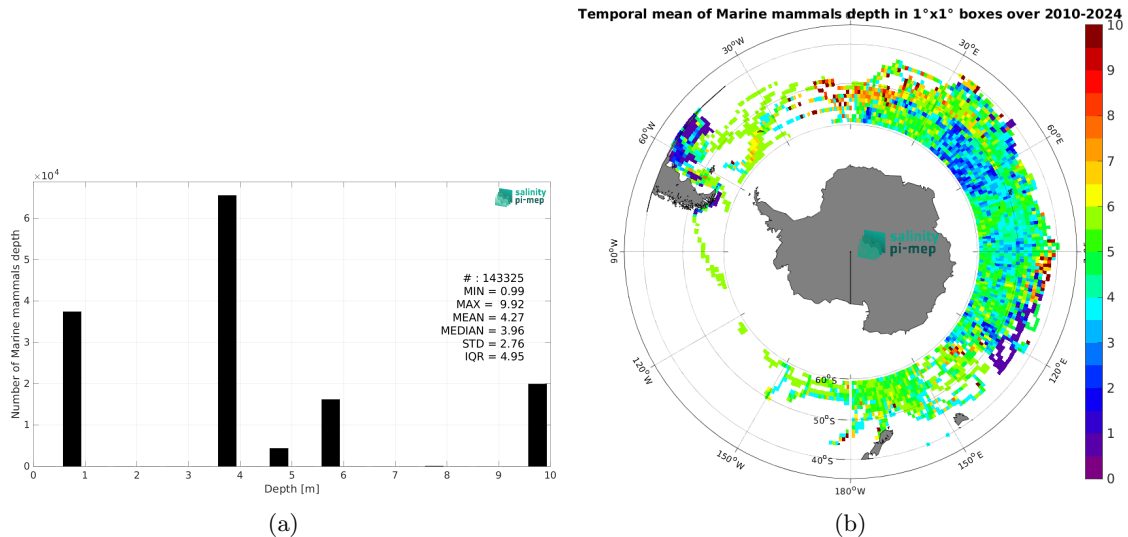 ×10⁴
6
5
4
3
2
1
0
0 1 2 3 4 5 6 7 8 9 10
Number of Marine mammals depth
Depth [m]
salinity
pi-mep
# : 143325
MIN = 0.99
MAX = 9.92
MEAN = 4.27
MEDIAN = 3.96
STD = 2.76
IQR = 4.95
(a)
Temporal mean of Marine mammals depth in 1°x1° boxes over 2010-2024
30°W
30°E
60°W
60°E
90°W
120°W
120°E
150°W
150°E
180°W
60°S
50°S
40°S
salinity
pi-mep
10
9
8
7
6
5
4
3
2
1
0
(b)